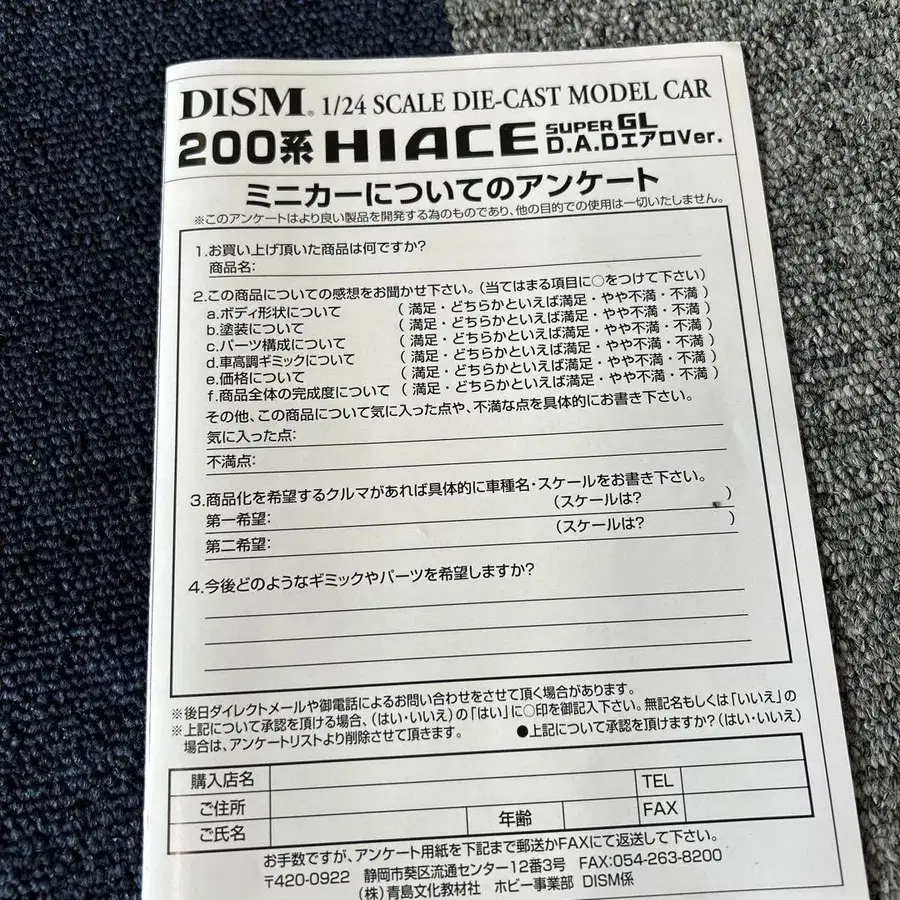 DISM. 1/24 SCALE DIE-CAST MODEL CAR
200系 HIACE SUPER GL D.A.DエアロVer.
ミニカーについてのアンケート
※このアンケートはより良い製品を開発する為のものであり、他の目的での使用は一切いたしません。
1.お買い上げ頂いた商品は何ですか?
商品名:
2.この商品についての感想をお聞かせ下さい。(当てはまる項目に○をつけて下さい)
a.ボディ形状について (満足・どちらかといえば満足・やや不満・不満)
b.塗装について (満足・どちらかといえば満足・やや不満・不満)
c.パーツ構成について (満足・どちらかといえば満足・やや不満・不満)
d.車高調ギミックについて (満足・どちらかといえば満足・やや不満・不満)
e.価格について (満足・どちらかといえば満足・やや不満・不満)
f.商品全体の完成度について (満足・どちらかといえば満足・やや不満・不満)
その他、この商品について気に入った点や、不満な点を具体的にお書き下さい。
気に入った点:
不満点:
3.商品化を希望するクルマがあれば具体的に車種名・スケールをお書き下さい。
第一希望: (スケールは? )
第二希望: (スケールは? )
4.今後どのようなギミックやパーツを希望しますか?
※後日ダイレクトメールや御電話によるお問い合わせをさせて頂く場合があります。
※上記について承認を頂ける場合、(はい・いいえ)の「はい」に○印を御記入下さい。無記名もしくは「いいえ」の
場合は、アンケートリストより削除させて頂きます。 ●上記について承認を頂けますか?(はい・いいえ)
購入店名 TEL
ご住所 FAX
ご氏名 年齢
お手数ですが、アンケート用紙を下記まで郵送かFAXにて返送して下さい。
〒420-0922 静岡市葵区流通センター12番3号 FAX:054-263-8200
(株)青島文化教材社 ホビー事業部 DISM係